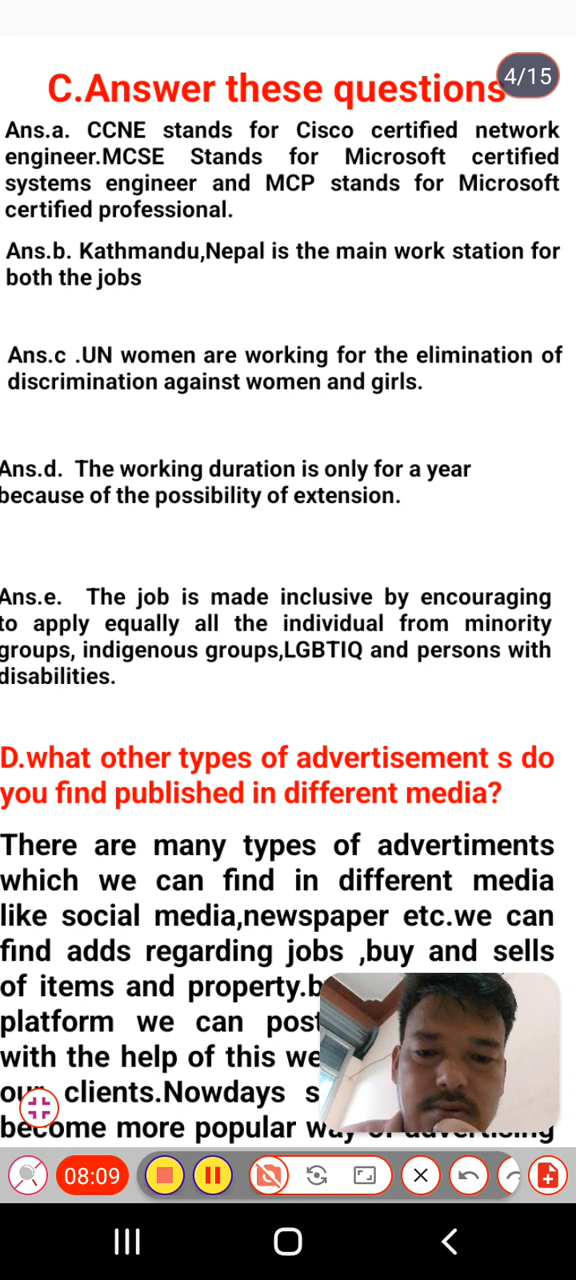 C.Answer these questions
4/15
Ans.a. CCNE stands for Cisco certified network
engineer.MCSE Stands for Microsoft certified
systems engineer and MCP stands for Microsoft
certified professional.
Ans.b. Kathmandu,Nepal is the main work station for
both the jobs
Ans.c .UN women are working for the elimination of
discrimination against women and girls.
Ans.d. The working duration is only for a year
because of the possibility of extension.
Ans.e. The job is made inclusive by encouraging
to apply equally all the individual from minority
groups, indigenous groups,LGBTIQ and persons with
disabilities.
D.what other types of advertisement s do
you find published in different media?
There are many types of advertiments
which we can find in different media
like social media,newspaper etc.we can
find adds regarding jobs ,buy and sells
of items and property.b
platform we can post
with the help of this we
clients.Nowdays s
become more popular way of advertising
08:09